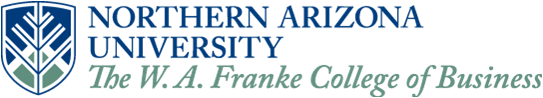 NORTHERN ARIZONA
UNIVERSITY
The W. A. Franke College of Business